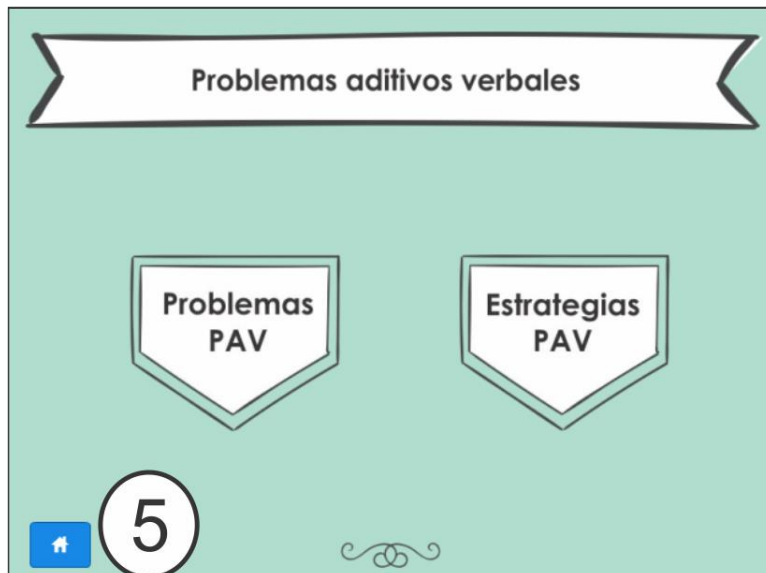 Problemas aditivos verbales
Problemas
PAV
Estrategias
PAV
5